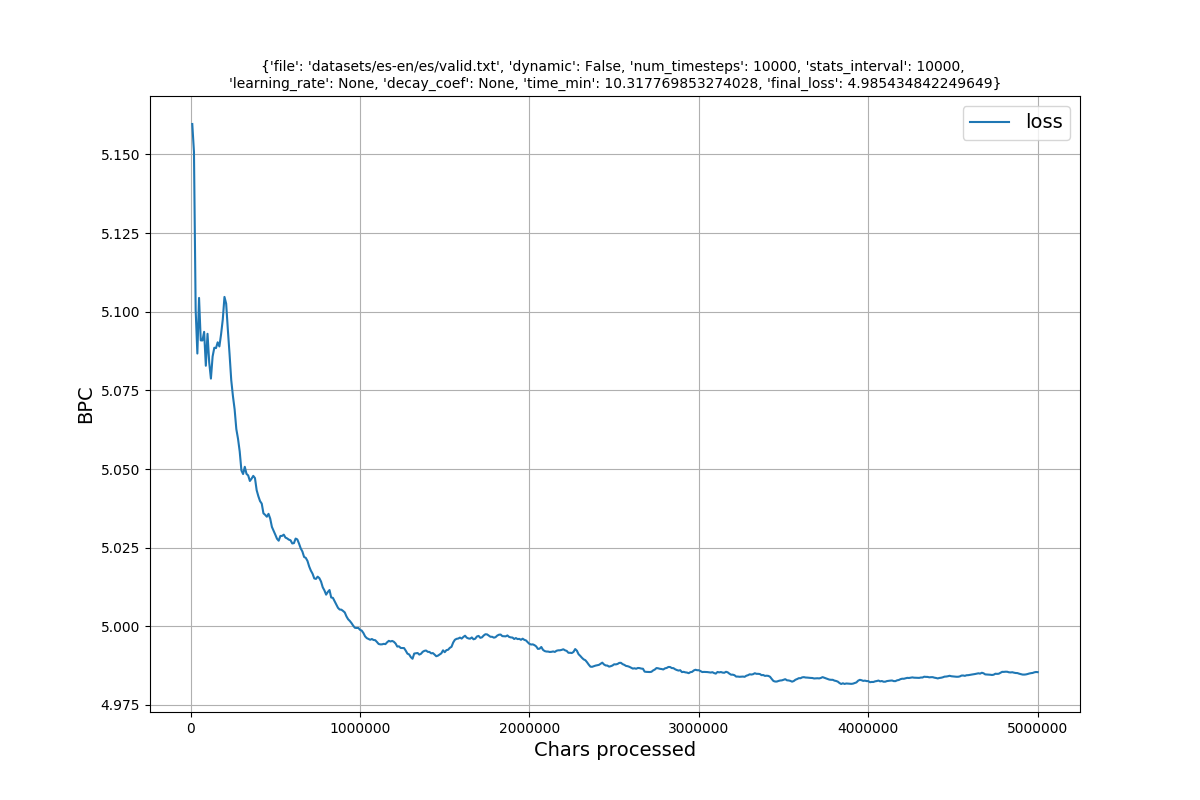 {'file': 'datasets/es-en/es/valid.txt', 'dynamic': False, 'num_timesteps': 10000, 'stats_interval': 10000,
'learning_rate': None, 'decay_coef': None, 'time_min': 10.317769853274028, 'final_loss': 4.985434842249649}
loss
5.150
5.125
5.100
5.075
5.050
5.025
5.000
4.975
BPC
0 1000000 2000000 3000000 4000000 5000000
Chars processed